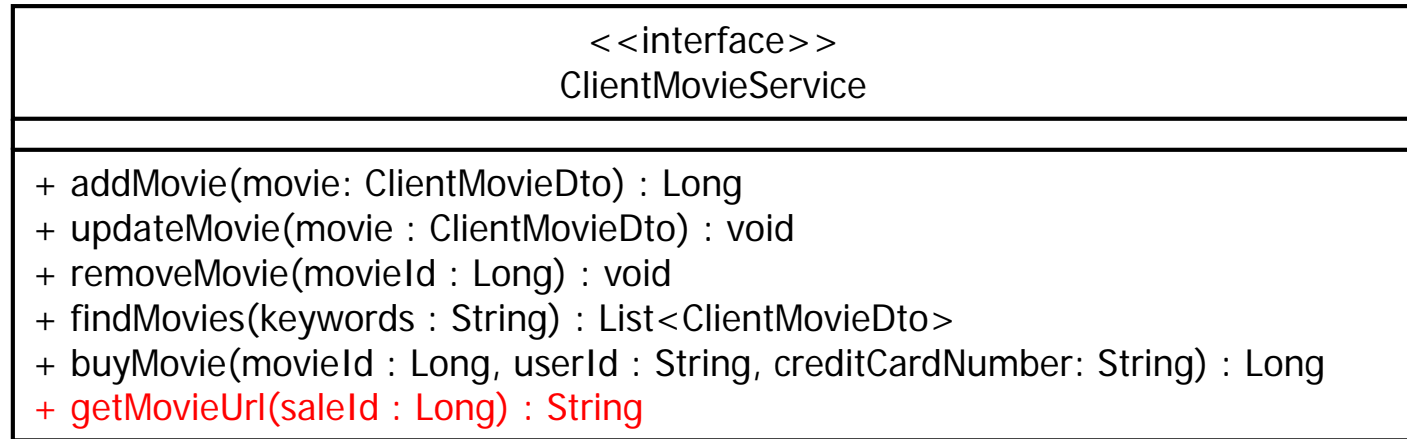 <<interface>>
ClientMovieService
+ addMovie(movie: ClientMovieDto) : Long
+ updateMovie(movie : ClientMovieDto) : void
+ removeMovie(movieId : Long) : void
+ findMovies(keywords : String) : List<ClientMovieDto>
+ buyMovie(movieId : Long, userId : String, creditCardNumber: String) : Long
+ getMovieUrl(saleId : Long) : String